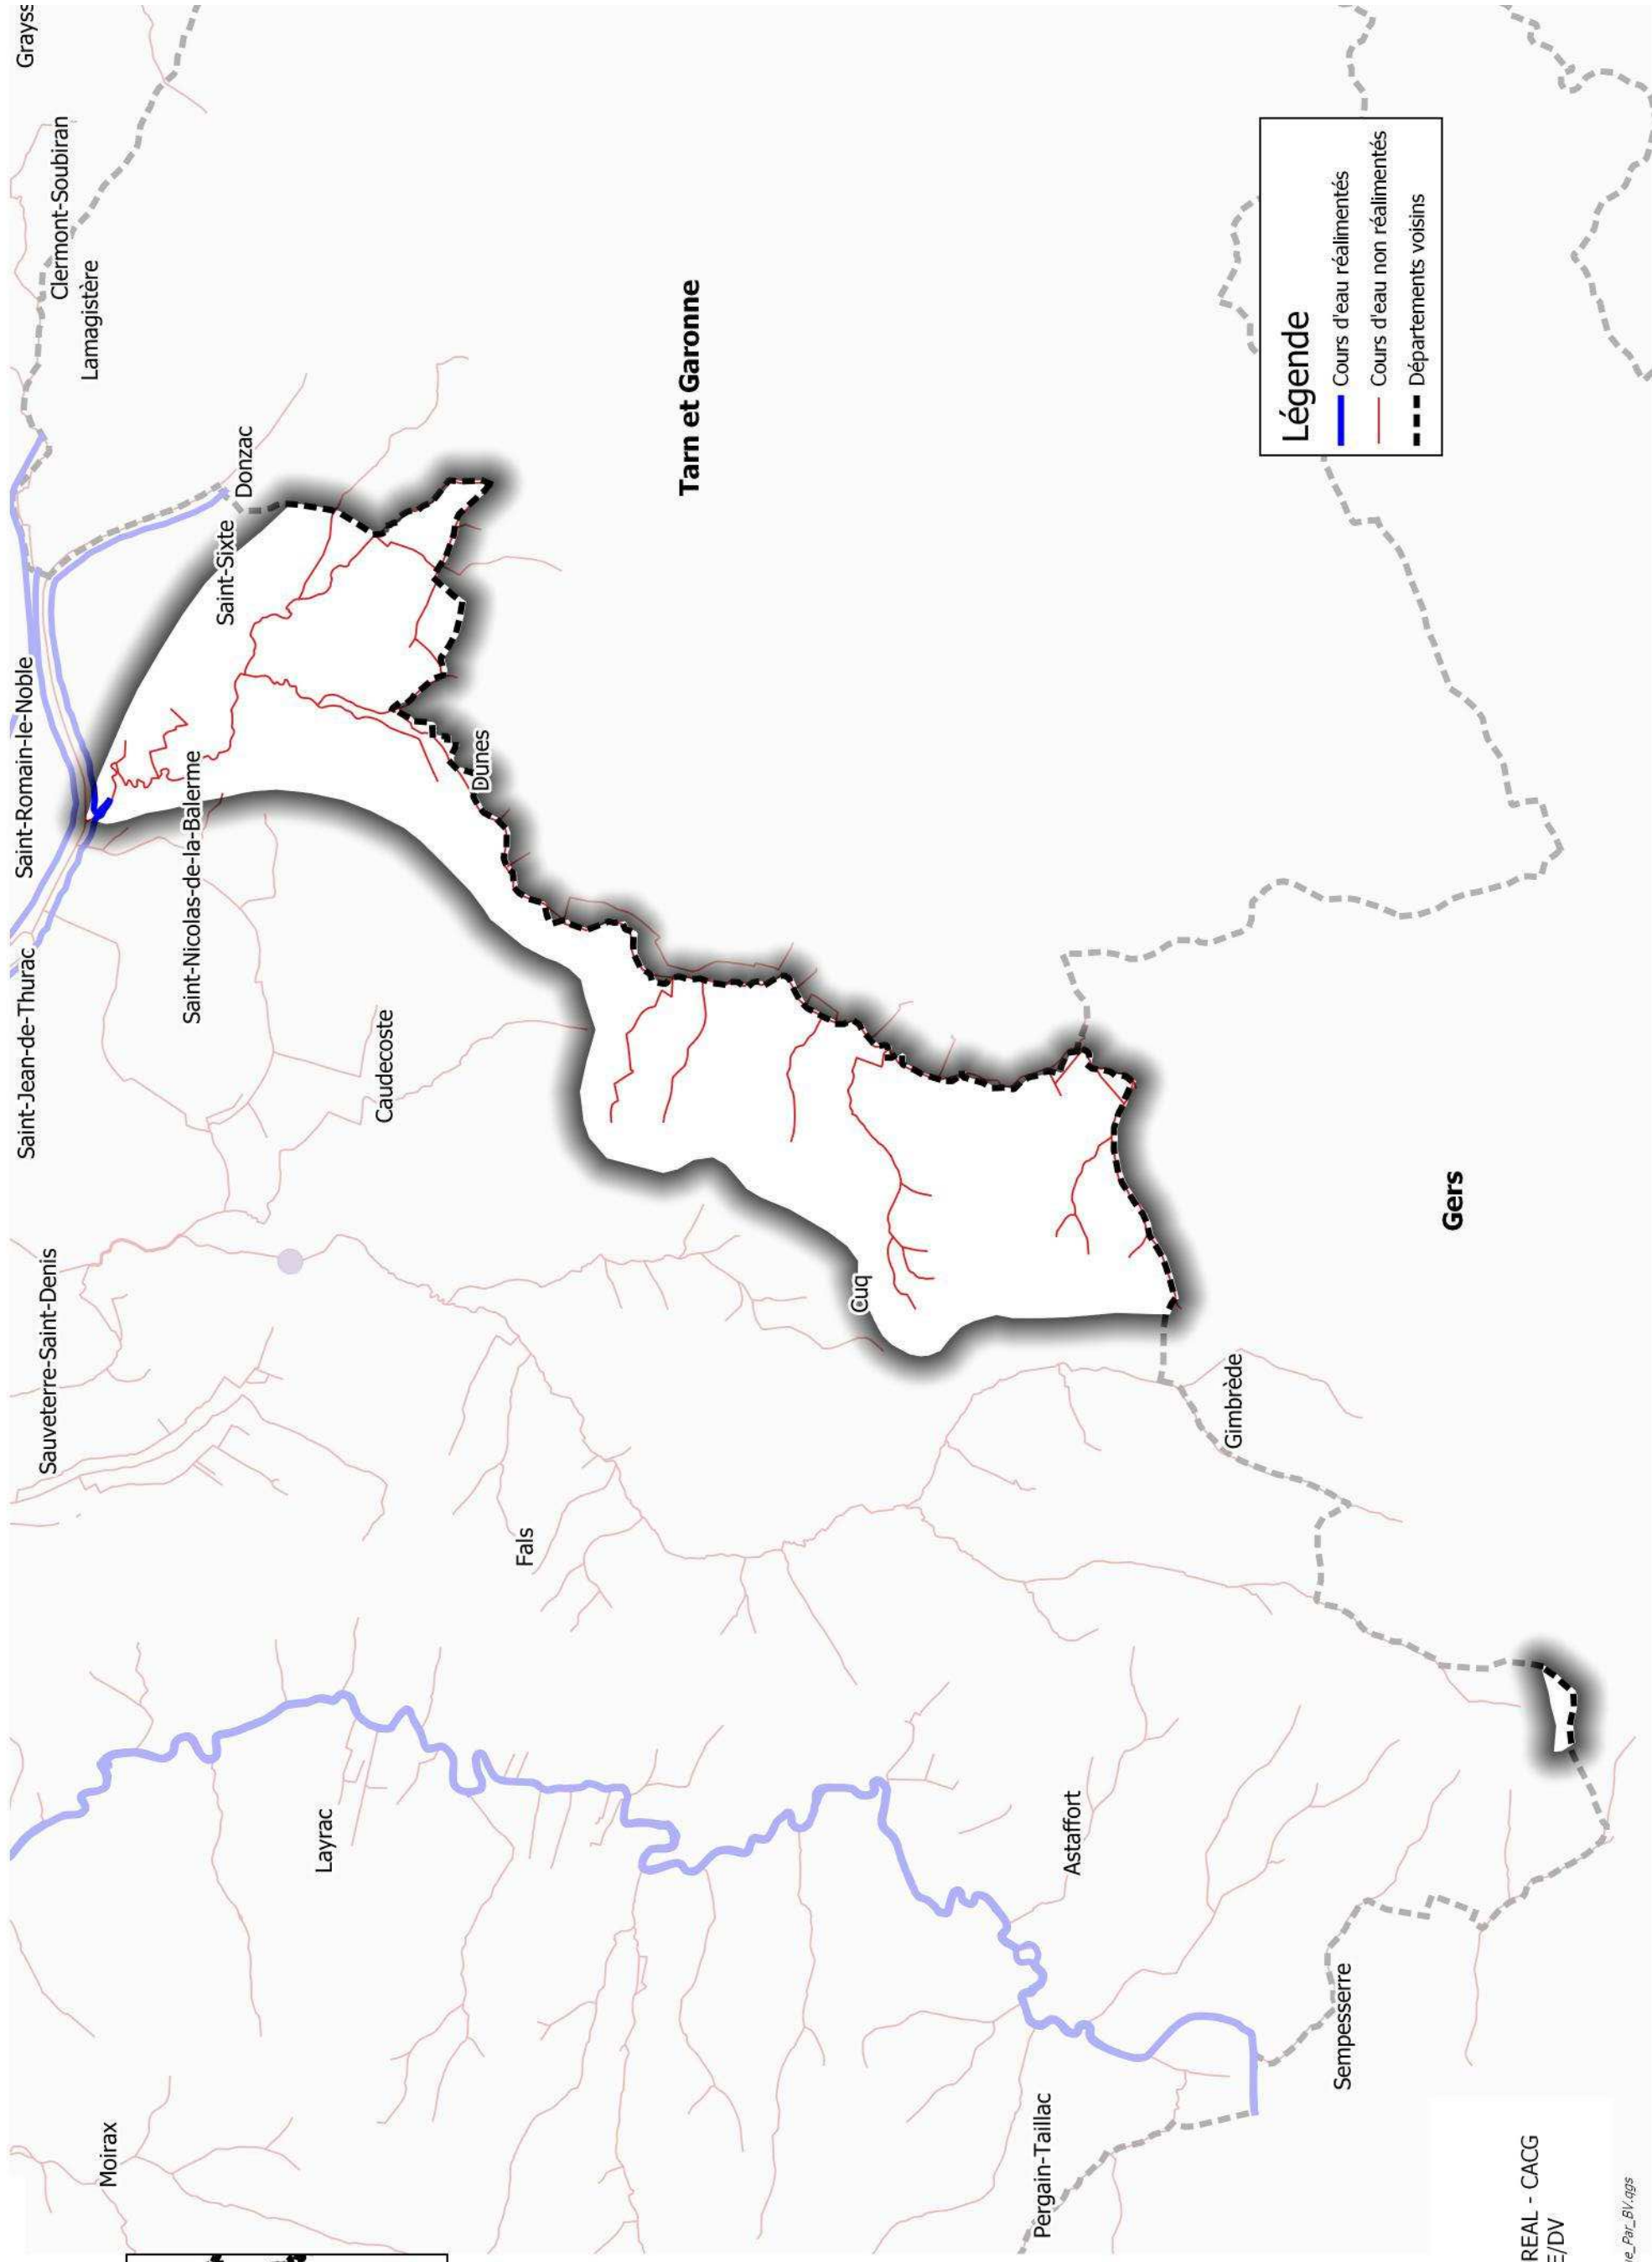 Saint-Jean-de-Thurac
Saint-Romain-le-Noble
Grayss
Sauveterre-Saint-Denis
Clermont-Soubiran
Lamagistère
Moirax
Saint-Nicolas-de-la-Balerme
Saint-Sixte
Donzac
Layrac
Caudecoste
Dunes
Fals
Tarn et Garonne
Cuq
Pergain-Taillac
Astaffort
Gimbrède
Légende
Cours d'eau réalimentés
Cours d'eau non réalimentés
Départements voisins
Sempesserre
Gers
REAL - CACG
E/DV
ue_Par_BV.qgs